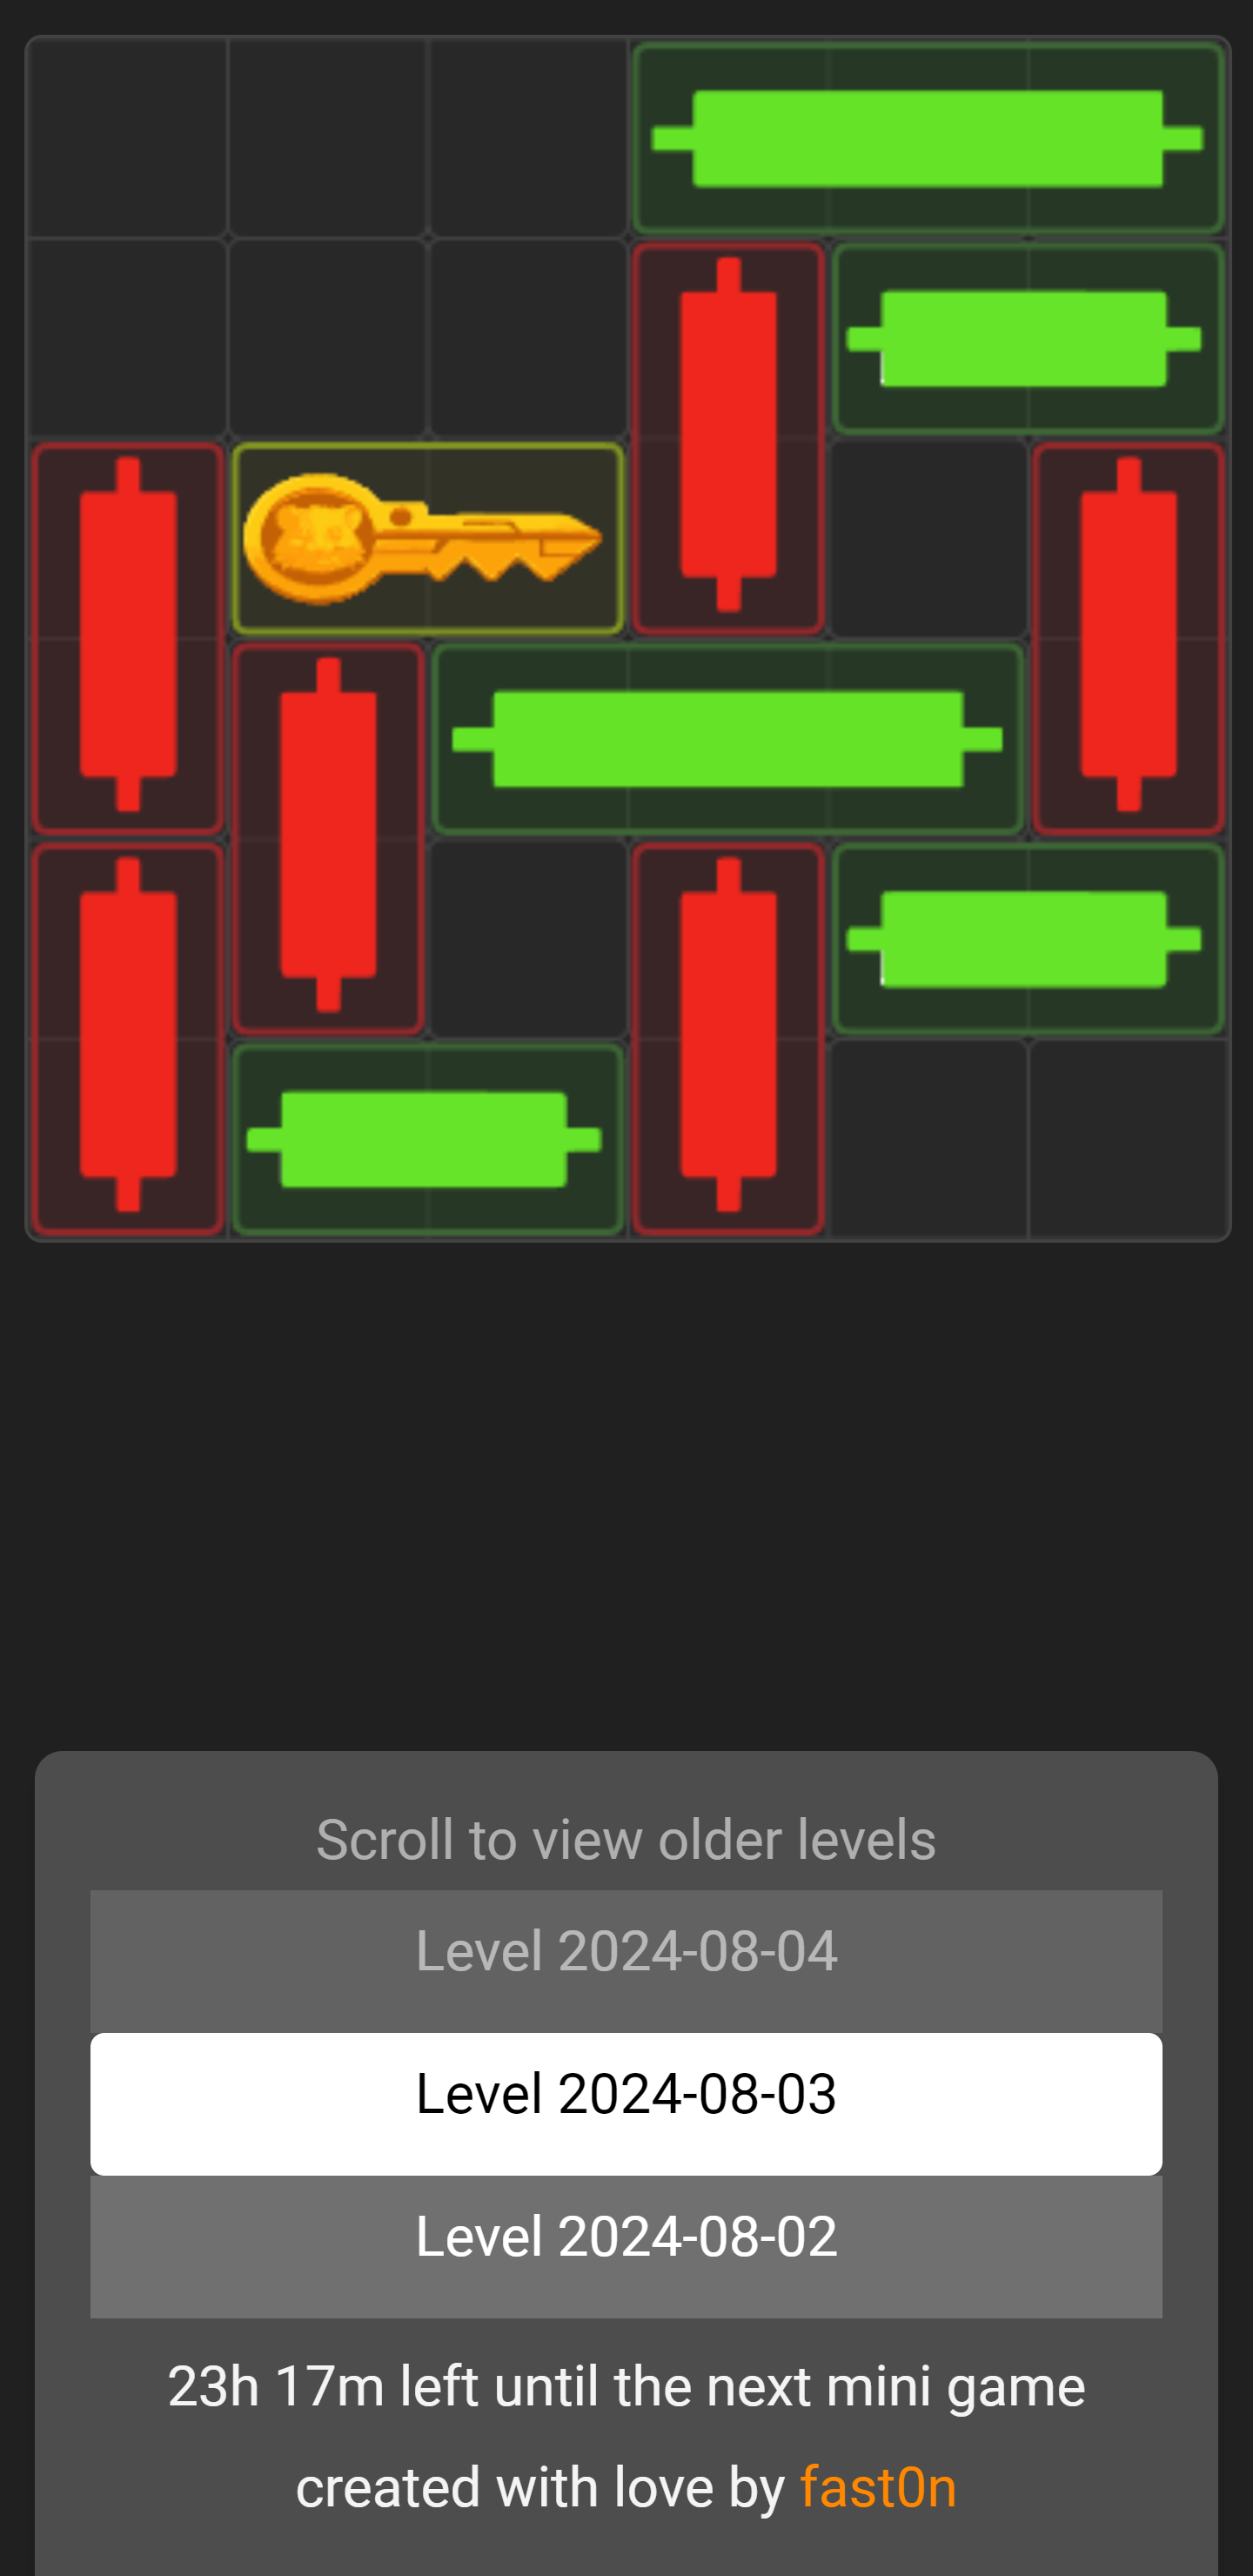 Scroll to view older levels
Level 2024-08-04
Level 2024-08-03
Level 2024-08-02
23h 17m left until the next mini game
created with love by fast0n